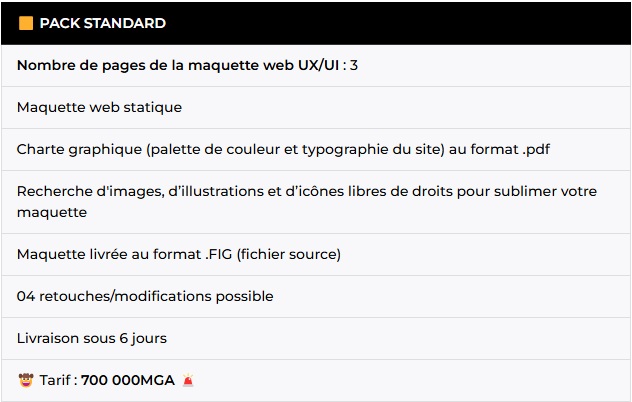 🟧 PACK STANDARD
Nombre de pages de la maquette web UX/UI : 3
Maquette web statique
Charte graphique (palette de couleur et typographie du site) au format .pdf
Recherche d'images, d’illustrations et d’icônes libres de droits pour sublimer votre
maquette
Maquette livrée au format .FIG (fichier source)
04 retouches/modifications possible
Livraison sous 6 jours
🤠 Tarif : 700 000MGA 🚨